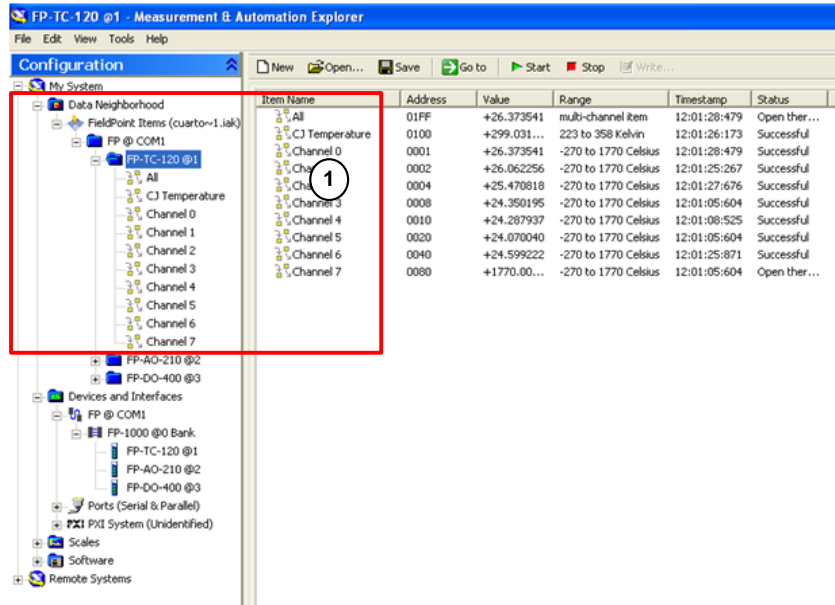 FP-TC-120 @1 - Measurement & Automation Explorer
File Edit View Tools Help
Configuration
New Open... Save Go to Start Stop Write...
My System
Data Neighborhood
FieldPoint Items (cuarto~1.iak)
FP @ COM1
FP-TC-120 @1
All
CJ Temperature
Channel 0
Channel 1
Channel 2
Channel 3
Channel 4
Channel 5
Channel 6
Channel 7
FP-AO-210 @2
FP-DO-400 @3
Devices and Interfaces
FP @ COM1
FP-1000 @0 Bank
FP-TC-120 @1
FP-AO-210 @2
FP-DO-400 @3
Ports (Serial & Parallel)
PXI PXI System (Unidentified)
Scales
Software
Remote Systems
Item Name Address Value Range Timestamp Status
All 01FF +26.373541 multi-channel item 12:01:28:479 Open ther...
CJ Temperature 0100 +299.031... 223 to 358 Kelvin 12:01:26:173 Successful
Channel 0 0001 +26.373541 -270 to 1770 Celsius 12:01:28:479 Successful
Cha 0002 +26.062256 -270 to 1770 Celsius 12:01:25:267 Successful
Cha 0004 +25.470818 -270 to 1770 Celsius 12:01:27:676 Successful
Channel 3 0008 +24.350195 -270 to 1770 Celsius 12:01:05:604 Successful
Channel 4 0010 +24.287937 -270 to 1770 Celsius 12:01:08:525 Successful
Channel 5 0020 +24.070040 -270 to 1770 Celsius 12:01:05:604 Successful
Channel 6 0040 +24.599222 -270 to 1770 Celsius 12:01:25:871 Successful
Channel 7 0080 +1770.00... -270 to 1770 Celsius 12:01:05:604 Open ther...
1